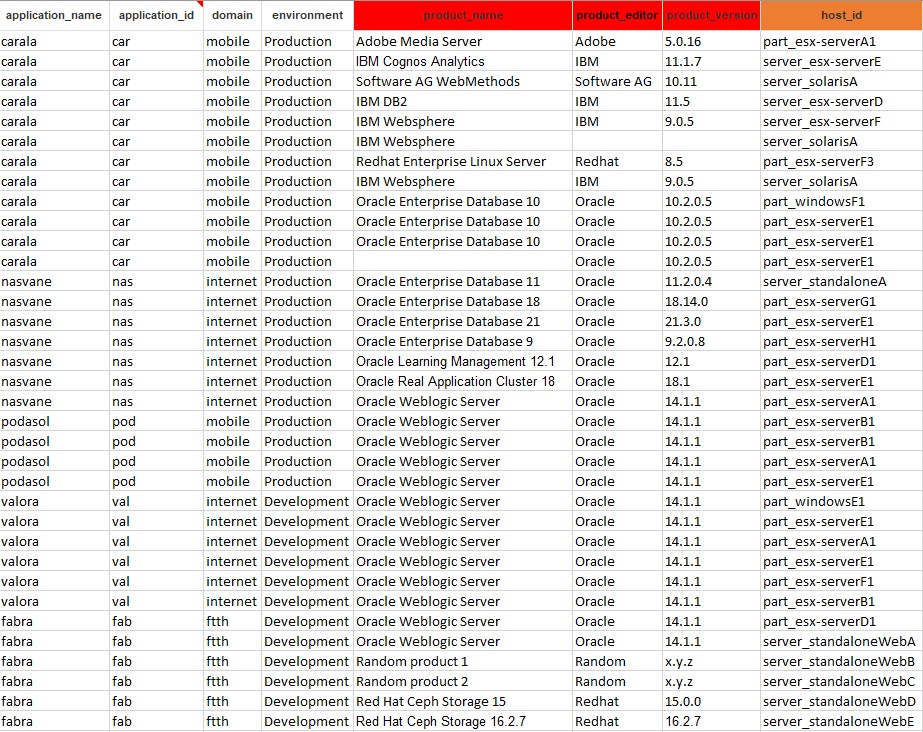 application_name application_id domain environment product_name product_editor product_version host_id
carala car mobile Production Adobe Media Server Adobe 5.0.16 part_esx-serverA1
carala car mobile Production IBM Cognos Analytics IBM 11.1.7 server_esx-serverE
carala car mobile Production Software AG WebMethods Software AG 10.11 server_solarisA
carala car mobile Production IBM DB2 IBM 11.5 server_esx-serverD
carala car mobile Production IBM Websphere IBM 9.0.5 server_esx-serverF
carala car mobile Production IBM Websphere server_solarisA
carala car mobile Production Redhat Enterprise Linux Server Redhat 8.5 part_esx-serverF3
carala car mobile Production IBM Websphere IBM 9.0.5 server_solarisA
carala car mobile Production Oracle Enterprise Database 10 Oracle 10.2.0.5 part_windowsF1
carala car mobile Production Oracle Enterprise Database 10 Oracle 10.2.0.5 part_esx-serverE1
carala car mobile Production Oracle Enterprise Database 10 Oracle 10.2.0.5 part_esx-serverE1
carala car mobile Production Oracle 10.2.0.5 part_esx-serverE1
nasvane nas internet Production Oracle Enterprise Database 11 Oracle 11.2.0.4 server_standaloneA
nasvane nas internet Production Oracle Enterprise Database 18 Oracle 18.14.0 part_esx-serverG1
nasvane nas internet Production Oracle Enterprise Database 21 Oracle 21.3.0 part_esx-serverE1
nasvane nas internet Production Oracle Enterprise Database 9 Oracle 9.2.0.8 part_esx-serverH1
nasvane nas internet Production Oracle Learning Management 12.1 Oracle 12.1 part_esx-serverD1
nasvane nas internet Production Oracle Real Application Cluster 18 Oracle 18.1 part_esx-serverE1
nasvane nas internet Production Oracle Weblogic Server Oracle 14.1.1 part_esx-serverA1
podasol pod mobile Production Oracle Weblogic Server Oracle 14.1.1 part_esx-serverB1
podasol pod mobile Production Oracle Weblogic Server Oracle 14.1.1 part_esx-serverB1
podasol pod mobile Production Oracle Weblogic Server Oracle 14.1.1 part_esx-serverA1
podasol pod mobile Production Oracle Weblogic Server Oracle 14.1.1 part_esx-serverE1
valora val internet Development Oracle Weblogic Server Oracle 14.1.1 part_windowsE1
valora val internet Development Oracle Weblogic Server Oracle 14.1.1 part_esx-serverE1
valora val internet Development Oracle Weblogic Server Oracle 14.1.1 part_esx-serverA1
valora val internet Development Oracle Weblogic Server Oracle 14.1.1 part_esx-serverE1
valora val internet Development Oracle Weblogic Server Oracle 14.1.1 part_esx-serverF1
valora val internet Development Oracle Weblogic Server Oracle 14.1.1 part_esx-serverB1
fabra fab ftth Development Oracle Weblogic Server Oracle 14.1.1 part_esx-serverD1
fabra fab ftth Development Oracle Weblogic Server Oracle 14.1.1 server_standaloneWebA
fabra fab ftth Development Random product 1 Random x.y.z server_standaloneWebB
fabra fab ftth Development Random product 2 Random x.y.z server_standaloneWebC
fabra fab ftth Development Red Hat Ceph Storage 15 Redhat 15.0.0 server_standaloneWebD
fabra fab ftth Development Red Hat Ceph Storage 16.2.7 Redhat 16.2.7 server_standaloneWebE